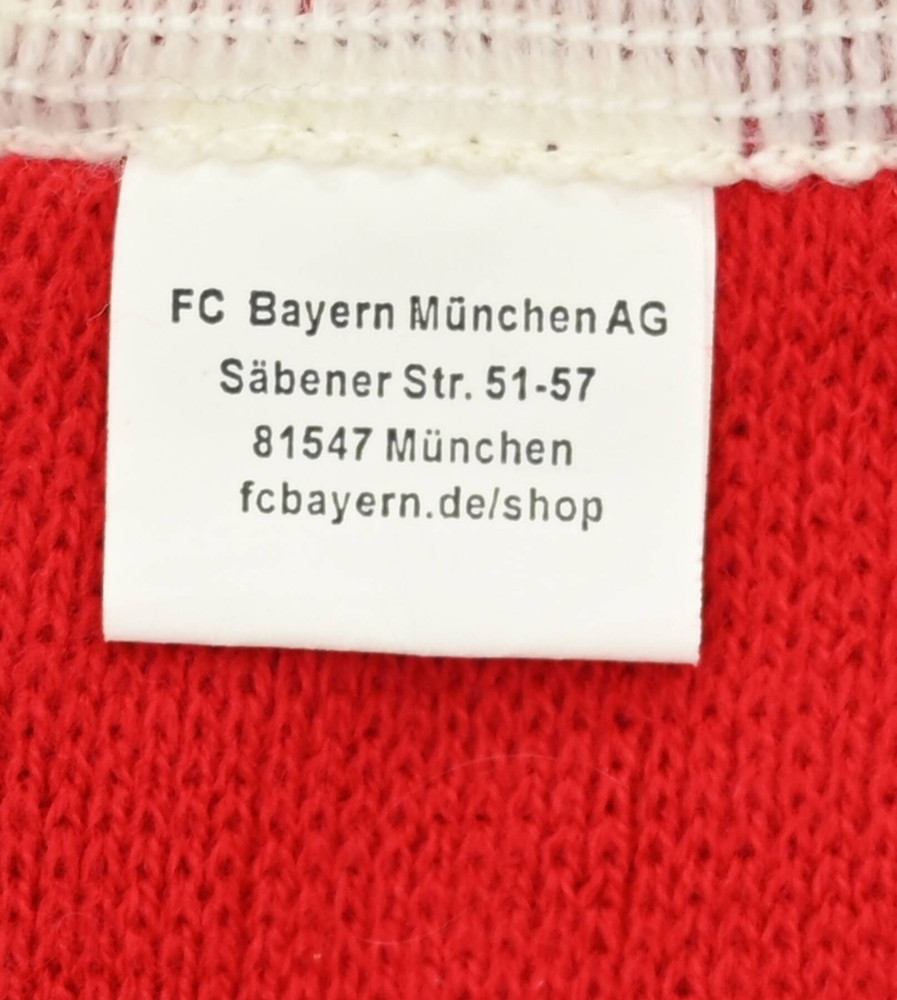 FC Bayern München AG
Säbener Str. 51-57
81547 München
fcbayern.de/shop